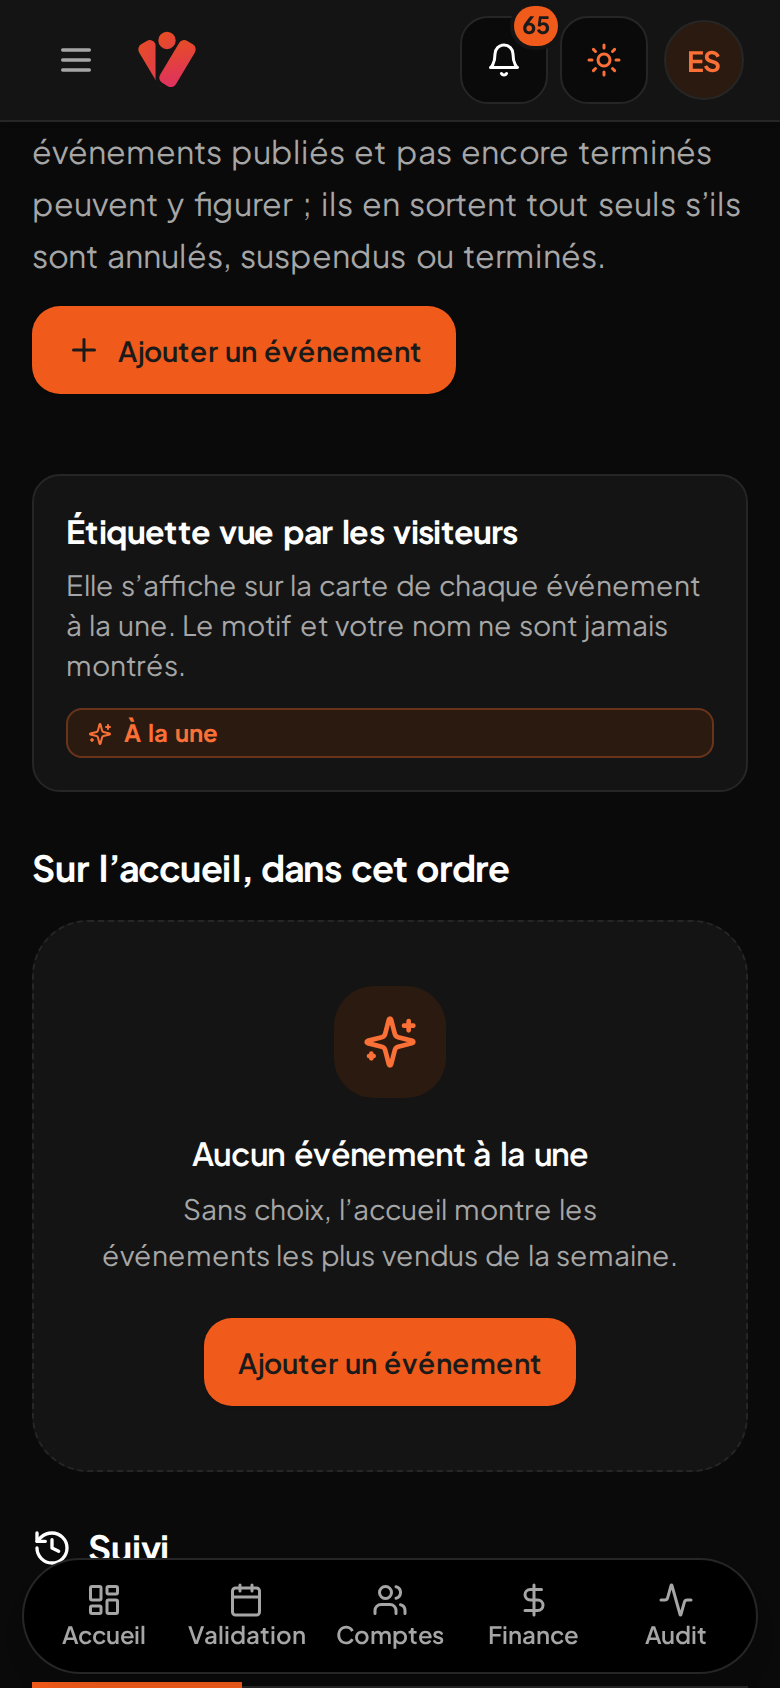 65
ES
événements publiés et pas encore terminés
peuvent y figurer ; ils en sortent tout seuls s’ils
sont annulés, suspendus ou terminés.
Ajouter un événement
Étiquette vue par les visiteurs
Elle s’affiche sur la carte de chaque événement
à la une. Le motif et votre nom ne sont jamais
montrés.
À la une
Sur l’accueil, dans cet ordre
Aucun événement à la une
Sans choix, l’accueil montre les
événements les plus vendus de la semaine.
Ajouter un événement
Suivi
Accueil
Validation
Comptes
Finance
Audit